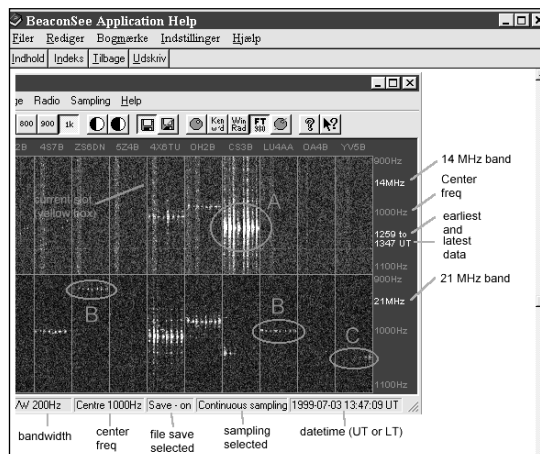 BeaconSee Application Help
Filer Rediger Bogmærke Indstillinger Hjælp
Indhold Indeks Tilbage Udskriv
ge Radio Sampling Help
800 900 1k Ken w'd Win Rad FT
2B 4S7B ZS6DN 5Z4B 4X6TU OH2B CS3B LU4AA OA4B YV5B
900Hz
14MHz
14 MHz band
current slot
(yellow box)
A
1000Hz
Center
freq
1259 to
1347 UT
earliest
and
latest
data
1100Hz
900Hz
21MHz
21 MHz band
B
B
1000Hz
C
1100Hz
/W 200Hz Centre 1000Hz Save - on Continuous sampling 1999-07-03 13:47:09 UT
bandwidth
center
freq
file save
selected
sampling
selected
datetime (UT or LT)